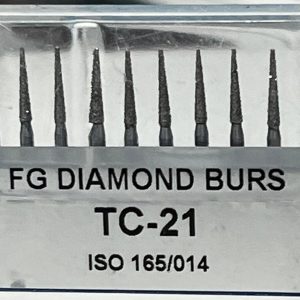 FG DIAMOND BURS
TC-21
ISO 165/014